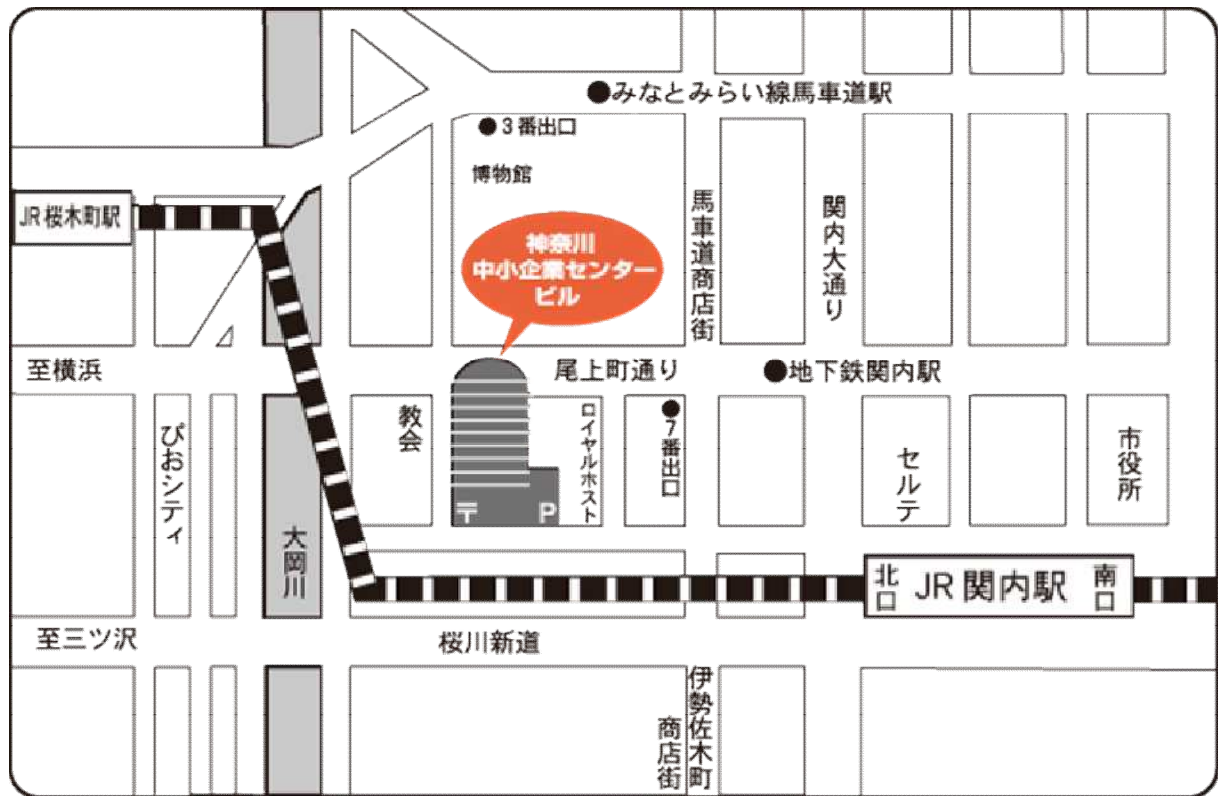 ●みなとみらい線馬車道駅
●3番出口
博物館
JR桜木町駅
神奈川
中小企業センター
ビル
馬車道商店街
関内大通り
至横浜
尾上町通り
●地下鉄関内駅
ぴおシティ
教会
ロイヤルホスト
●7番出口
セルテ
市役所
〒
P
大岡川
北口
JR関内駅
南口
至三ツ沢
桜川新道
伊勢佐木町
商店街